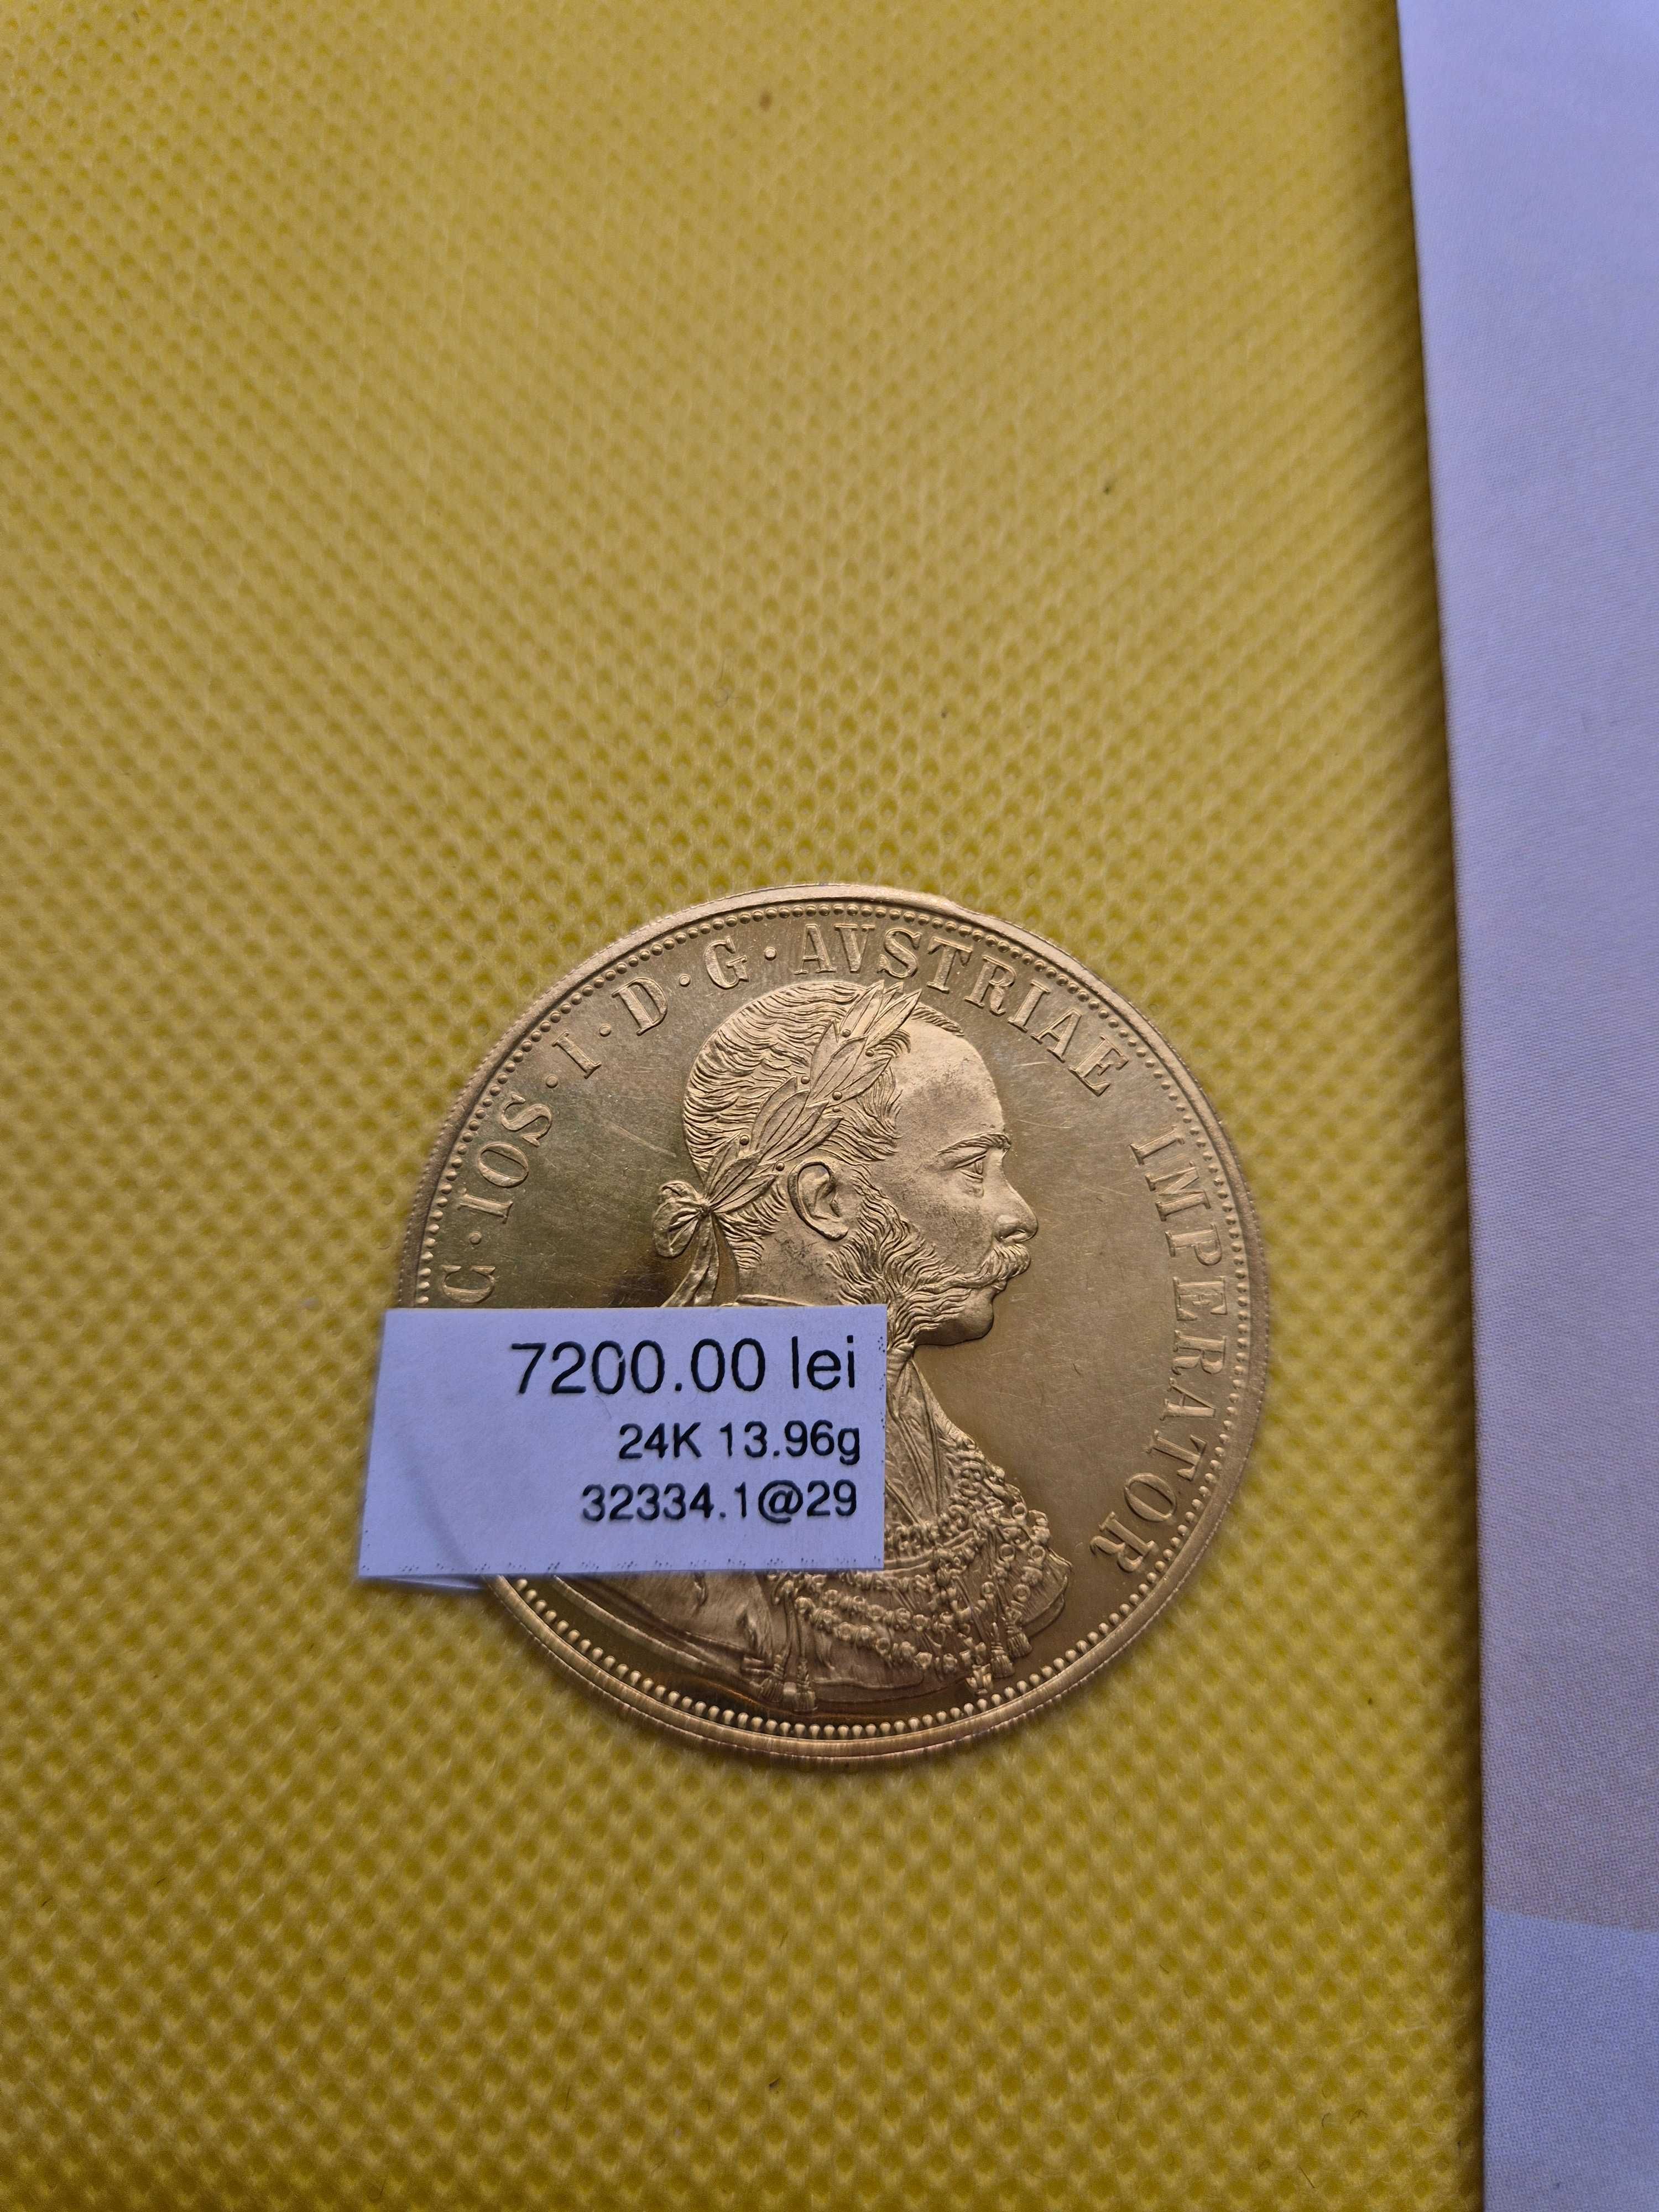 C · IOS · I · D · G · AVSTRIAE IMPERATOR
7200.00 lei
24K 13.96g
32334.1@29